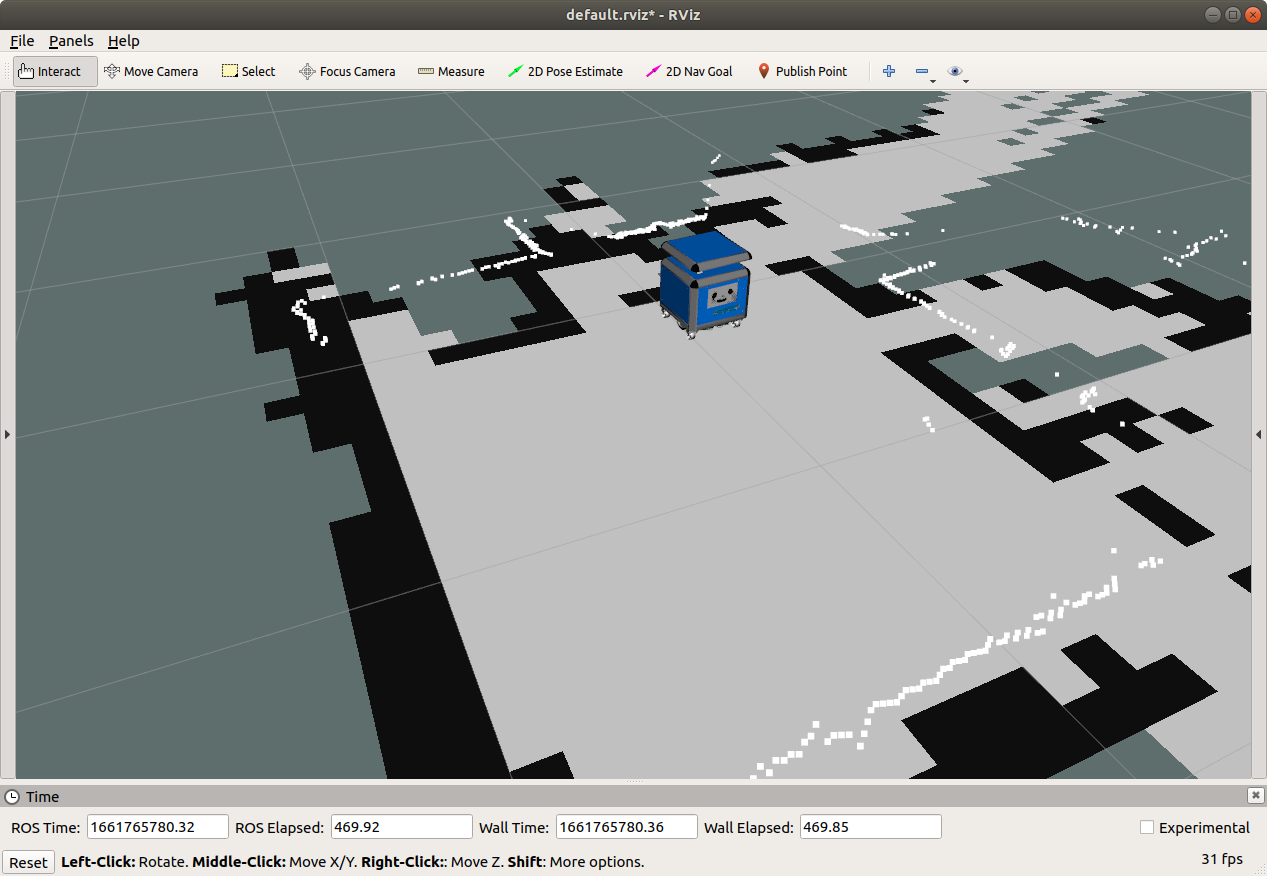 default.rviz* - RViz
File Panels Help
Interact Move Camera Select Focus Camera Measure 2D Pose Estimate 2D Nav Goal Publish Point
Time
ROS Time: 1661765780.32 ROS Elapsed: 469.92 Wall Time: 1661765780.36 Wall Elapsed: 469.85 Experimental
Reset Left-Click: Rotate. Middle-Click: Move X/Y. Right-Click:: Move Z. Shift: More options. 31 fps